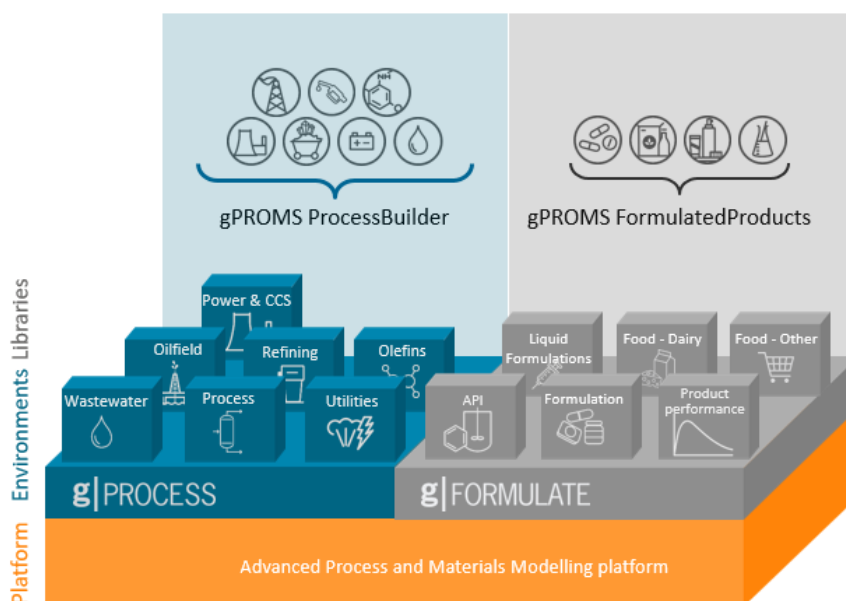 NH
gPROMS ProcessBuilder
gPROMS FormulatedProducts
Libraries
Environments
Platform
Power & CCS
Oilfield
Refining
Olefins
Liquid
Formulations
Food - Dairy
Food - Other
Wastewater
Process
Utilities
API
Formulation
Product
performance
g|PROCESS
g|FORMULATE
Advanced Process and Materials Modelling platform